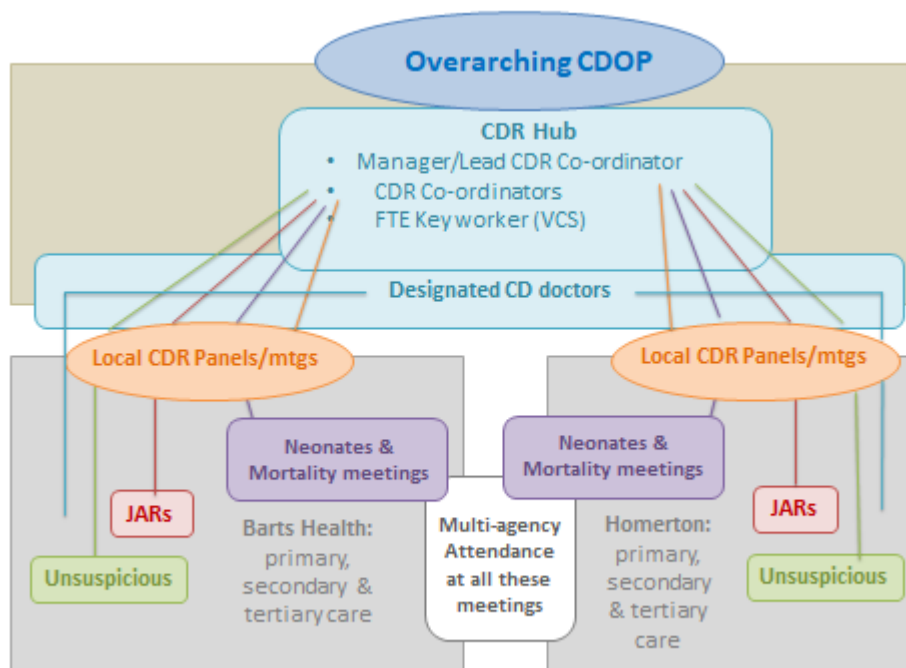 Overarching CDOP
CDR Hub
• Manager/Lead CDR Co-ordinator
• CDR Co-ordinators
• FTE Key worker (VCS)
Designated CD doctors
Local CDR Panels/mtgs
Local CDR Panels/mtgs
Neonates &
Mortality meetings
Neonates &
Mortality meetings
JARs
Unsuspicious
Barts Health:
primary,
secondary &
tertiary care
Multi-agency
Attendance
at all these
meetings
Homerton:
primary,
secondary
& tertiary
care
JARs
Unsuspicious